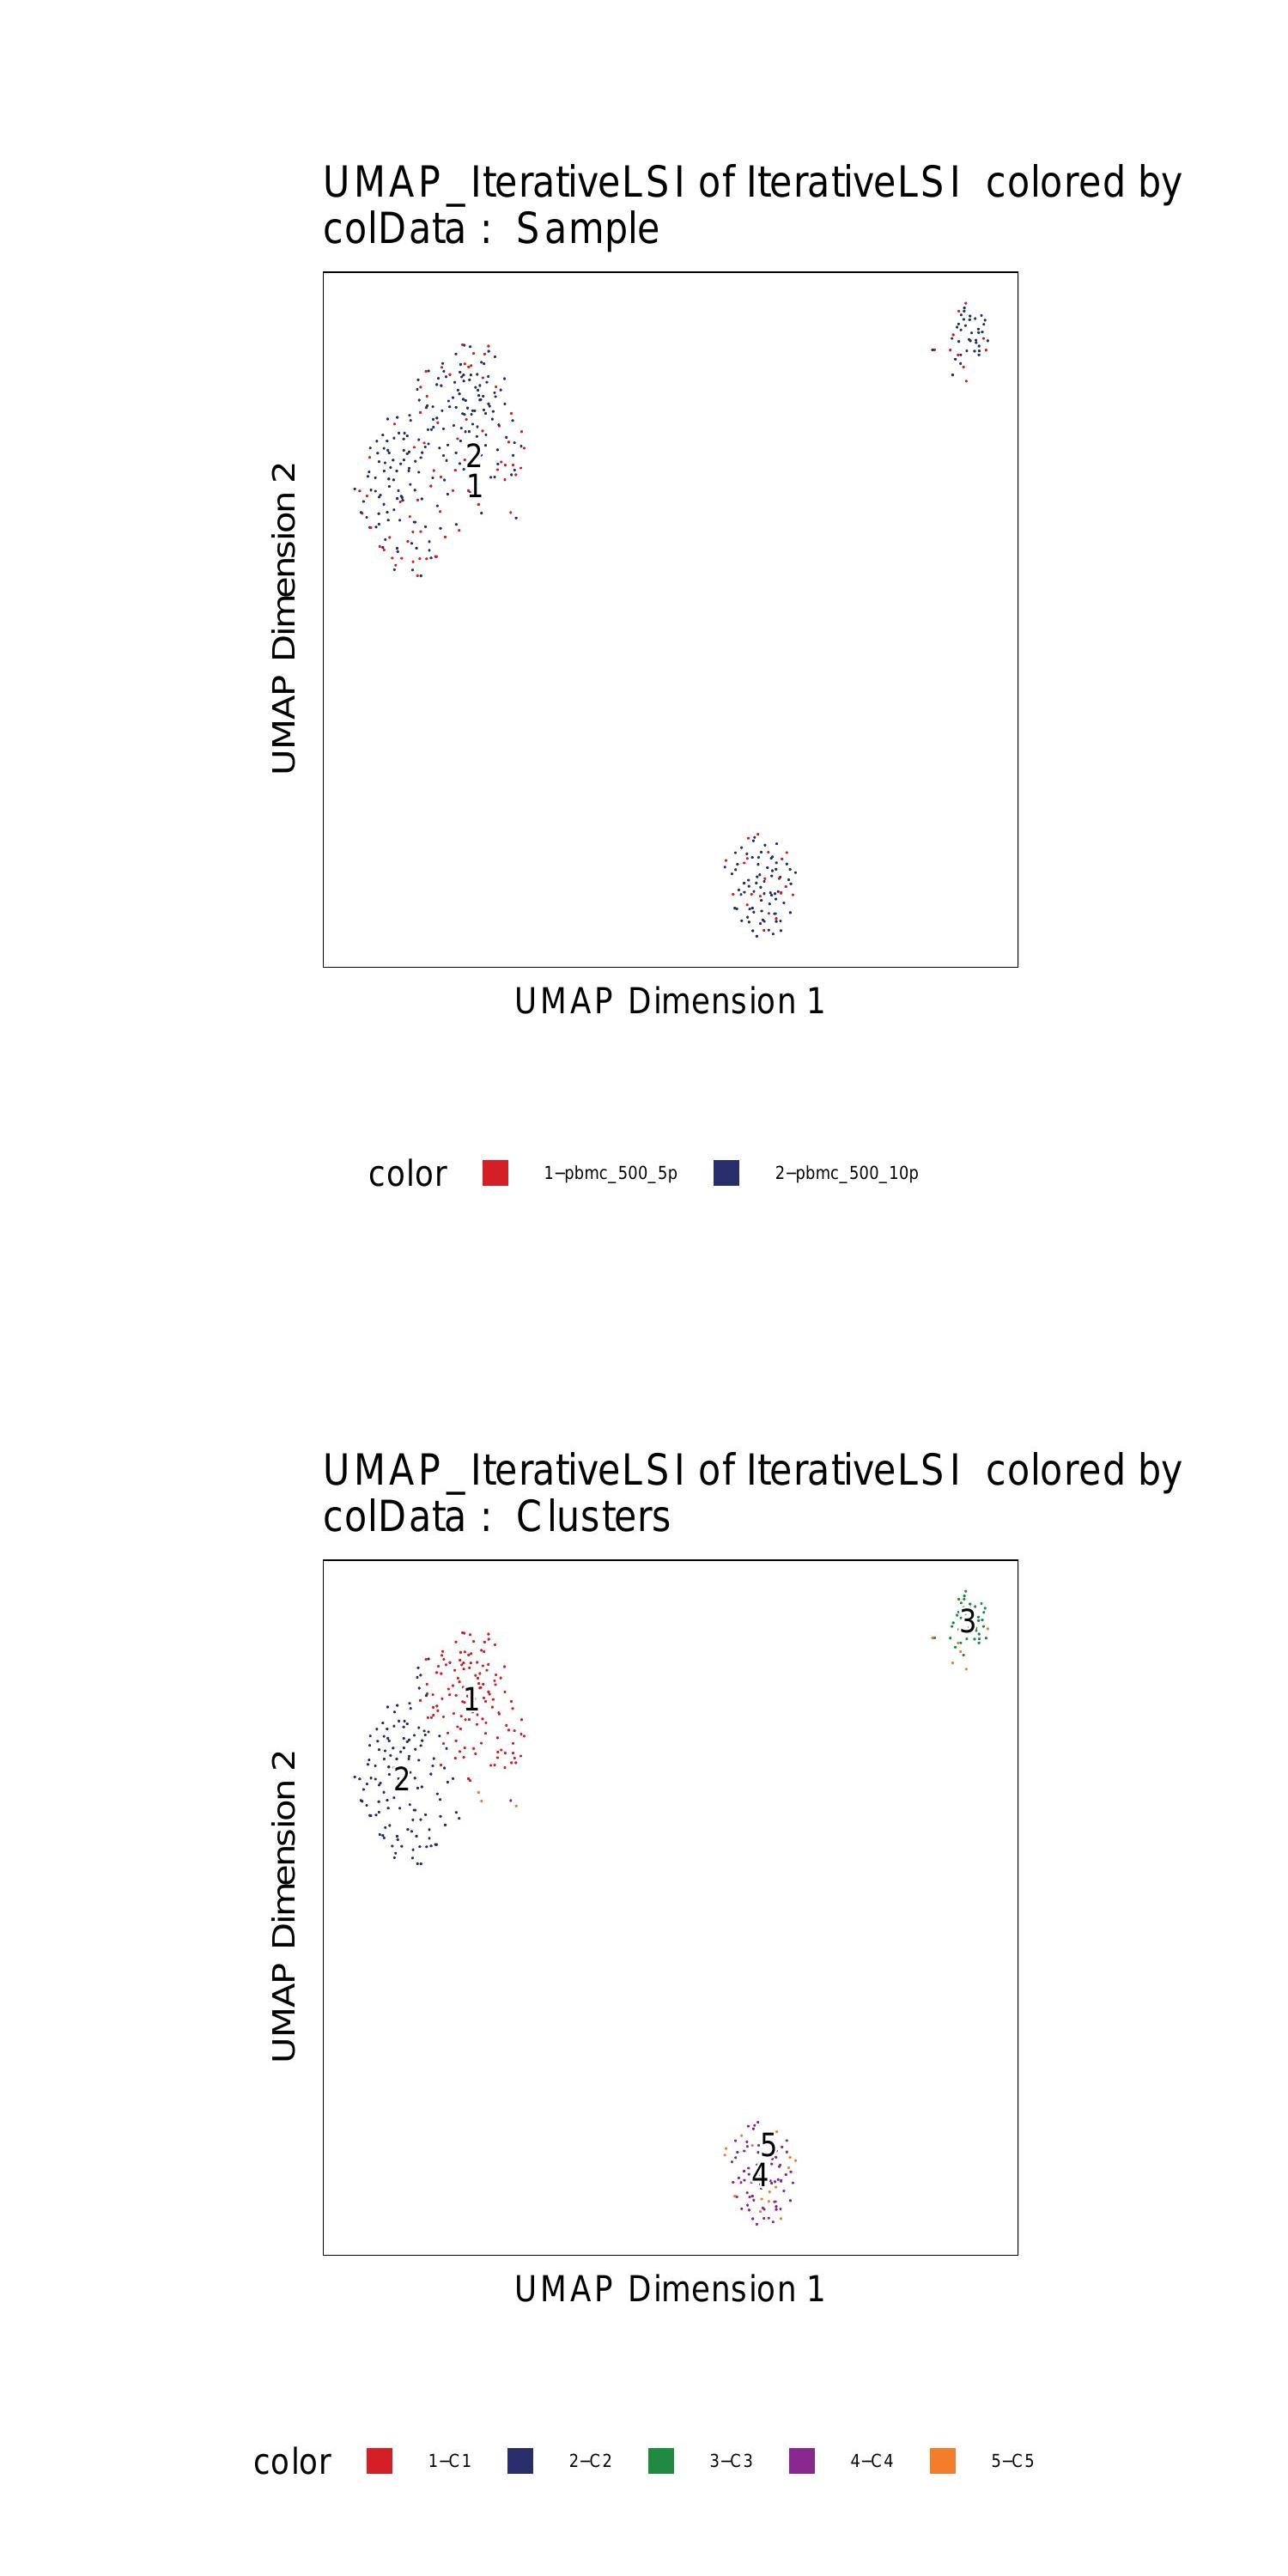 UMAP_IterativeLSI of IterativeLSI  colored by
colData :  Sample
UMAP Dimension 2
2
1
UMAP Dimension 1
color 1−pbmc_500_5p 2−pbmc_500_10p
UMAP_IterativeLSI of IterativeLSI  colored by
colData :  Clusters
UMAP Dimension 2
3
1
2
5
4
UMAP Dimension 1
color 1−C1 2−C2 3−C3 4−C4 5−C5